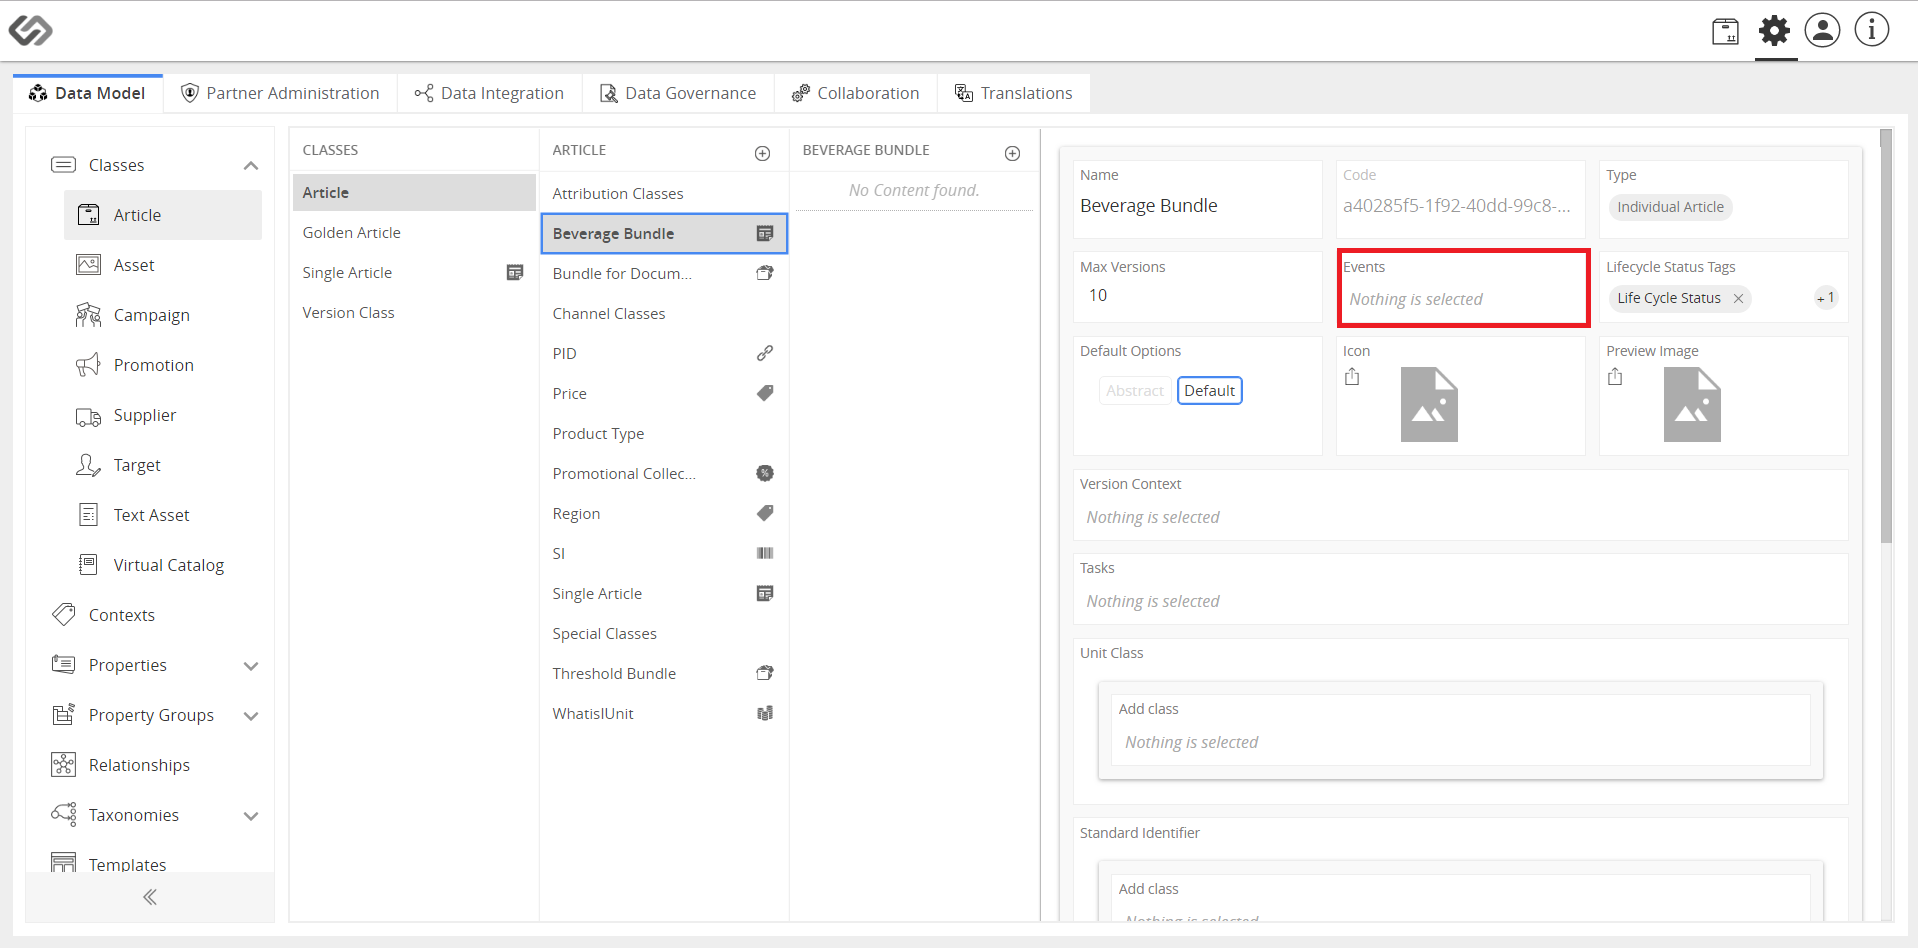 Data Model
Partner Administration
Data Integration
Data Governance
Collaboration
Translations
Classes
Article
Asset
Campaign
Promotion
Supplier
Target
Text Asset
Virtual Catalog
Contexts
Properties
Property Groups
Relationships
Taxonomies
Templates
CLASSES
Article
Golden Article
Single Article
Version Class
ARTICLE
Attribution Classes
Beverage Bundle
Bundle for Docum...
Channel Classes
PID
Price
Product Type
Promotional Collec...
Region
SI
Single Article
Special Classes
Threshold Bundle
WhatisIUnit
BEVERAGE BUNDLE
No Content found.
Name
Beverage Bundle
Code
a40285f5-1f92-40dd-99c8-...
Type
Individual Article
Max Versions
10
Events
Nothing is selected
Lifecycle Status Tags
Life Cycle Status
+1
Default Options
Abstract
Default
Icon
Preview Image
Version Context
Nothing is selected
Tasks
Nothing is selected
Unit Class
Add class
Nothing is selected
Standard Identifier
Add class
Nothing is selected